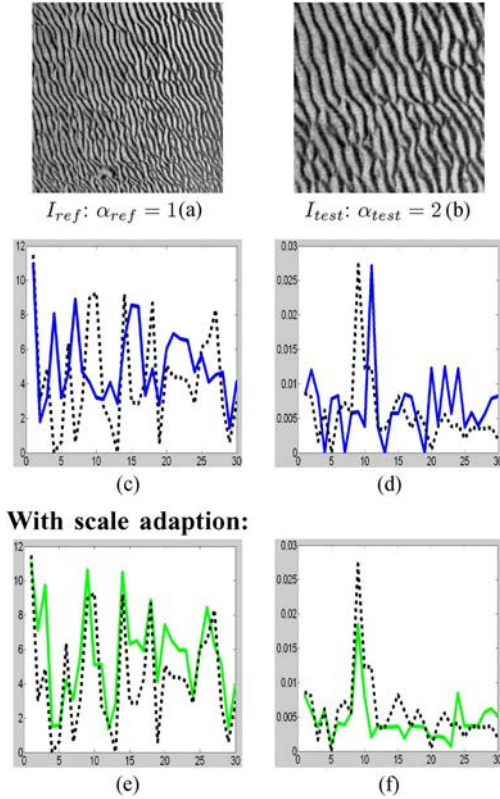 I_ref: α_ref = 1(a)
I_test: α_test = 2 (b)
12
10
8
6
4
2
0
0 5 10 15 20 25 30
(c)
0.03
0.025
0.02
0.015
0.01
0.005
0
0 5 10 15 20 25 30
(d)
With scale adaption:
12
10
8
6
4
2
0
0 5 10 15 20 25 30
(e)
0.03
0.025
0.02
0.015
0.01
0.005
0
0 5 10 15 20 25 30
(f)